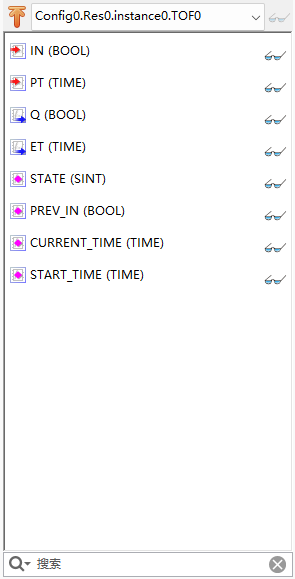 Config0.Res0.instance0.TOF0
IN (BOOL)
PT (TIME)
Q (BOOL)
ET (TIME)
STATE (SINT)
PREV_IN (BOOL)
CURRENT_TIME (TIME)
START_TIME (TIME)
搜索